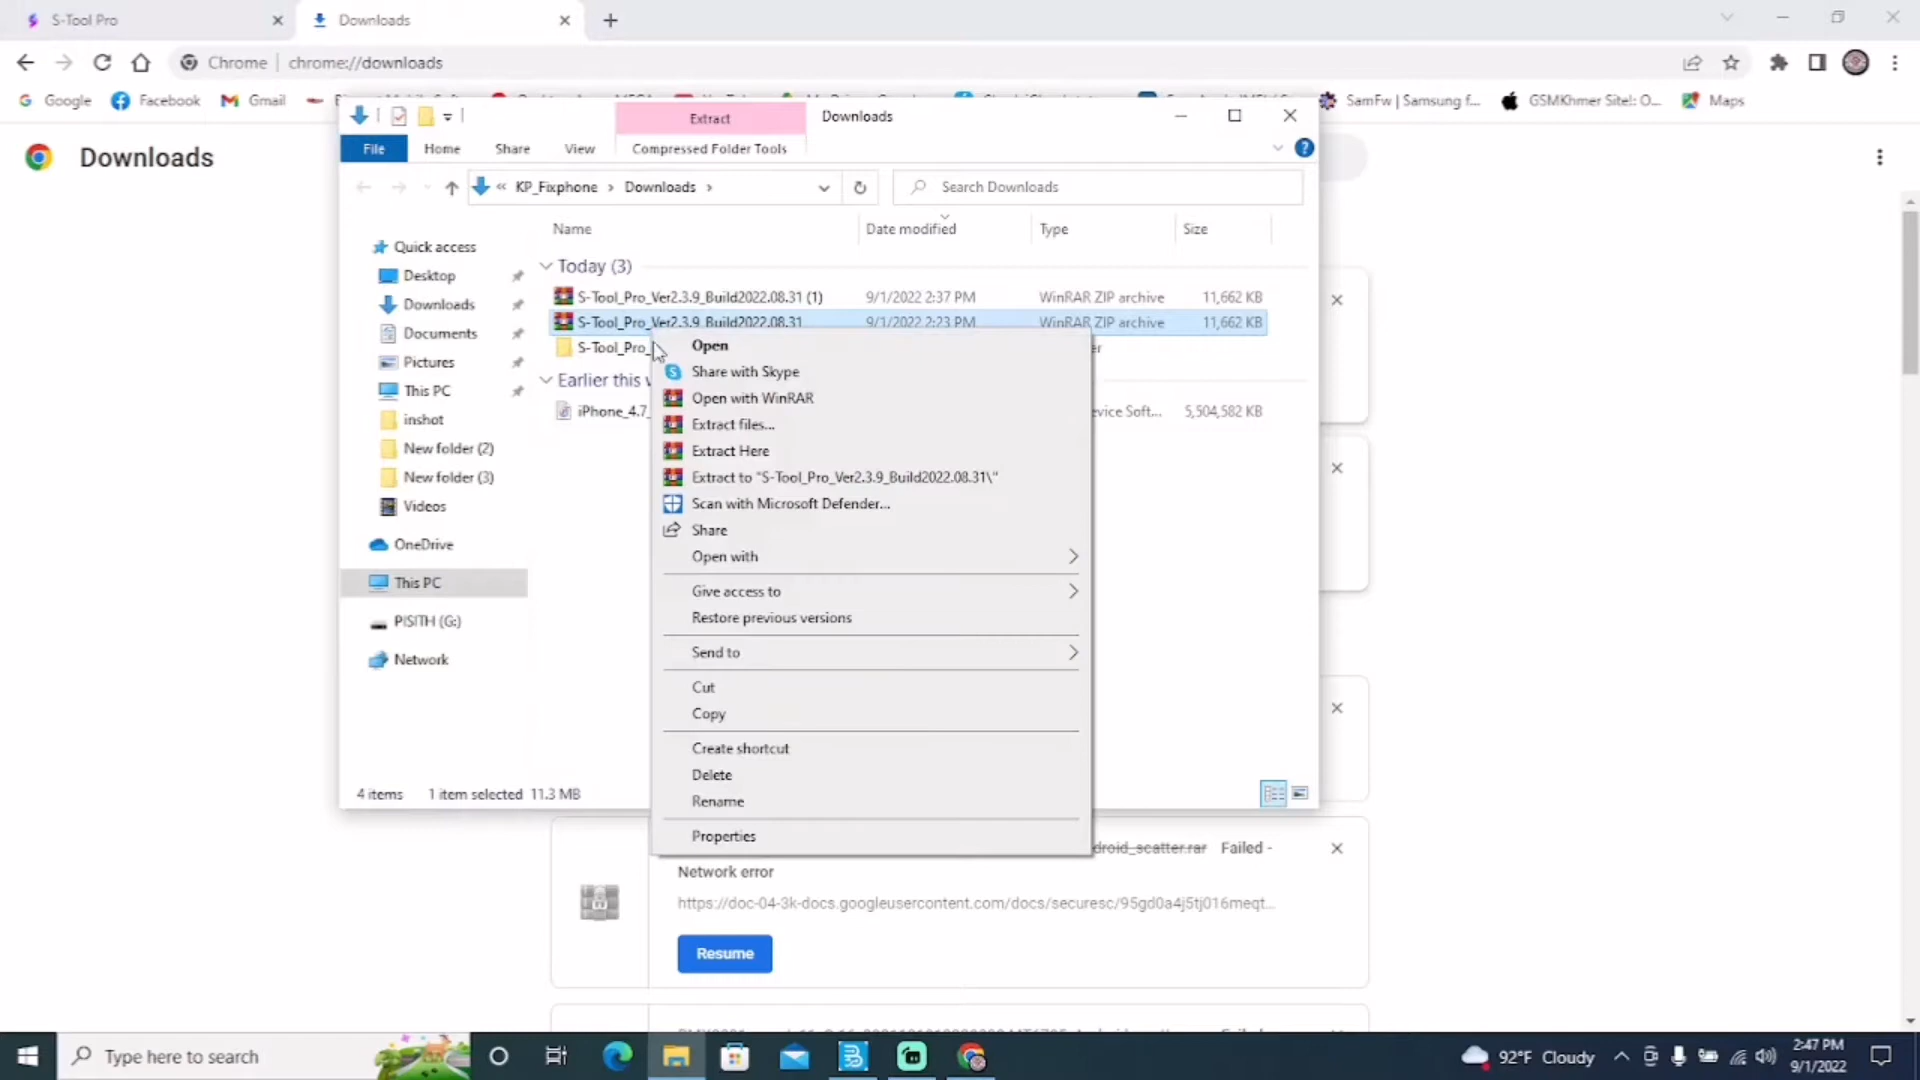 S-Tool Pro
Downloads
Chrome
chrome://downloads
Google
Facebook
Gmail
SamFw | Samsung f...
GSMKhmer Site!: O...
Maps
Extract
Downloads
Downloads
File
Home
Share
View
Compressed Folder Tools
« KP_Fixphone › Downloads ›
Search Downloads
Name
Date modified
Type
Size
Quick access
Desktop
Downloads
Documents
Pictures
This PC
inshot
New folder (2)
New folder (3)
Videos
OneDrive
This PC
PISITH (G:)
Network
Today (3)
S-Tool_Pro_Ver2.3.9_Build2022.08.31 (1) 9/1/2022 2:37 PM WinRAR ZIP archive 11,662 KB
S-Tool_Pro_Ver2.3.9_Build2022.08.31 9/1/2022 2:23 PM WinRAR ZIP archive 11,662 KB
S-Tool_Pro_
Earlier this
iPhone_4.7_ 5,504,582 KB
Open
Share with Skype
Open with WinRAR
Extract files...
Extract Here
Extract to "S-Tool_Pro_Ver2.3.9_Build2022.08.31\"
Scan with Microsoft Defender...
Share
Open with
Give access to
Restore previous versions
Send to
Cut
Copy
Create shortcut
Delete
Rename
Properties
4 items 1 item selected 11.3 MB
droid_scatter.rar Failed -
Network error
https://doc-04-3k-docs.googleusercontent.com/docs/securesc/95gd0a4j5tj016meqt...
Resume
Type here to search
92°F Cloudy
2:47 PM
9/1/2022